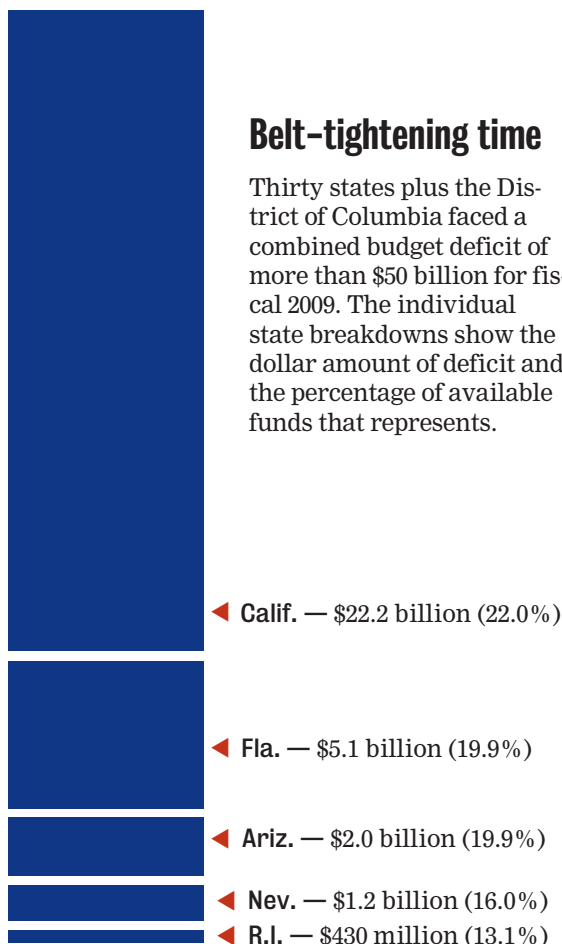 Belt-tightening time
Thirty states plus the Dis-
trict of Columbia faced a
combined budget deficit of
more than $50 billion for fis-
cal 2009. The individual
state breakdowns show the
dollar amount of deficit and
the percentage of available
funds that represents.
Calif. — $22.2 billion (22.0%)
Fla. — $5.1 billion (19.9%)
Ariz. — $2.0 billion (19.9%)
Nev. — $1.2 billion (16.0%)
R.I. — $430 million (13.1%)